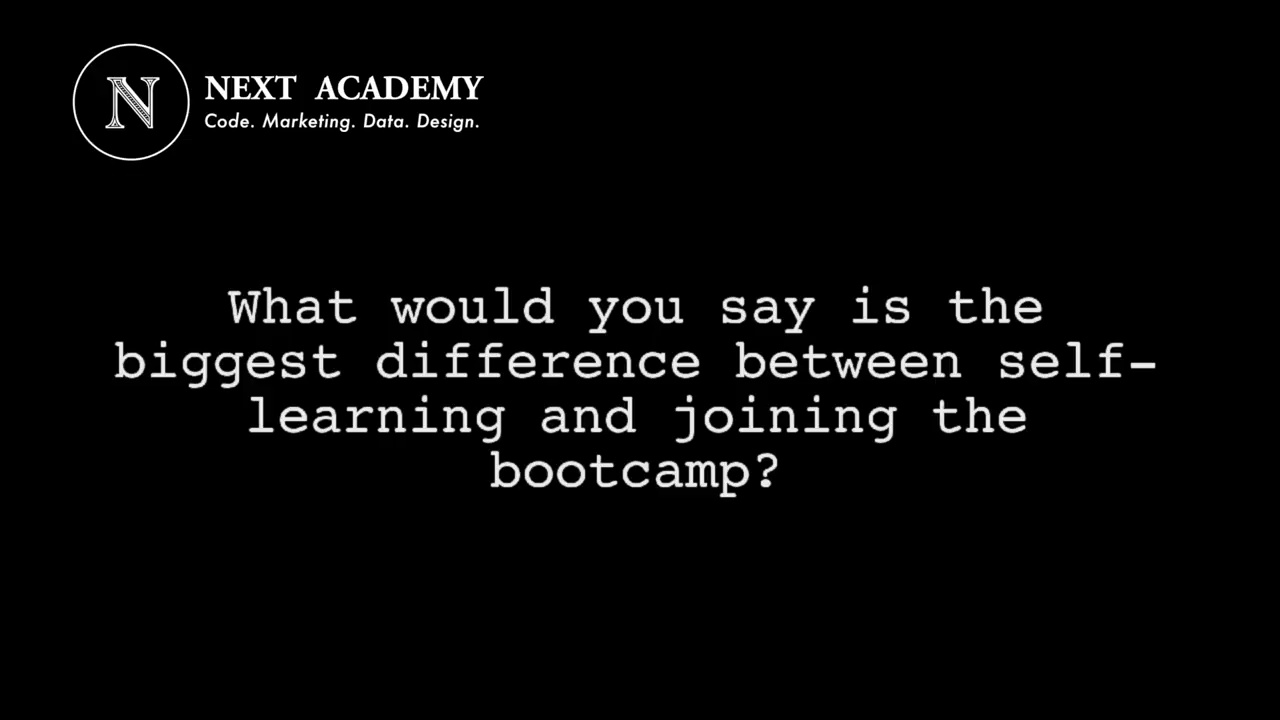 N
NEXT ACADEMY
Code. Marketing. Data. Design.
What would you say is the
biggest difference between self-
learning and joining the
bootcamp?